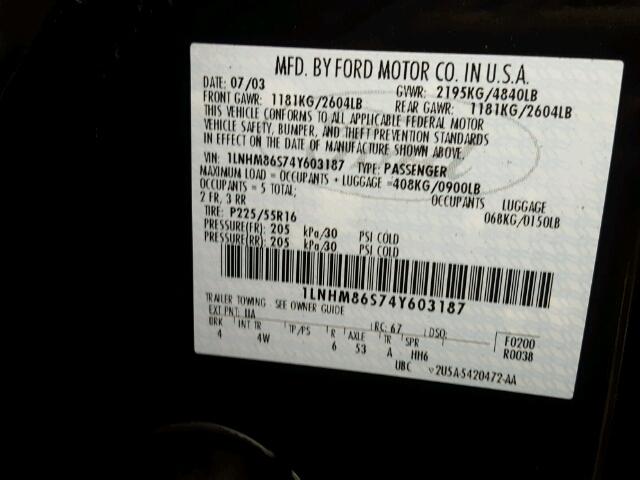 MFD. BY FORD MOTOR CO. IN U.S.A.
DATE: 07/03 GVWR: 2195KG/4840LB
FRONT GAWR: 1181KG/2604LB REAR GAWR: 1181KG/2604LB
THIS VEHICLE CONFORMS TO ALL APPLICABLE FEDERAL MOTOR
VEHICLE SAFETY, BUMPER, AND THEFT PREVENTION STANDARDS
IN EFFECT ON THE DATE OF MANUFACTURE SHOWN ABOVE.
VIN: 1LNHM86S74Y603187 TYPE: PASSENGER
MAXIMUM LOAD = OCCUPANTS + LUGGAGE = 408KG/0900LB
OCCUPANTS = 5 TOTAL; LUGGAGE
2 FR, 3 RR 068KG/0150LB
TIRE: P225/55R16
PRESSURE(FR): 205 kPa/30 PSI COLD
PRESSURE(RR): 205 kPa/30 PSI COLD
1LNHM86S74Y603187
TRAILER TOWING - SEE OWNER GUIDE
EXT PNT: UA RC: 67 DSO: F0200
BRK INT TR TP/PS R AXLE TR SPR R0038
4 4W 6 53 A HH6
UBC V2U5A-5420472-AA